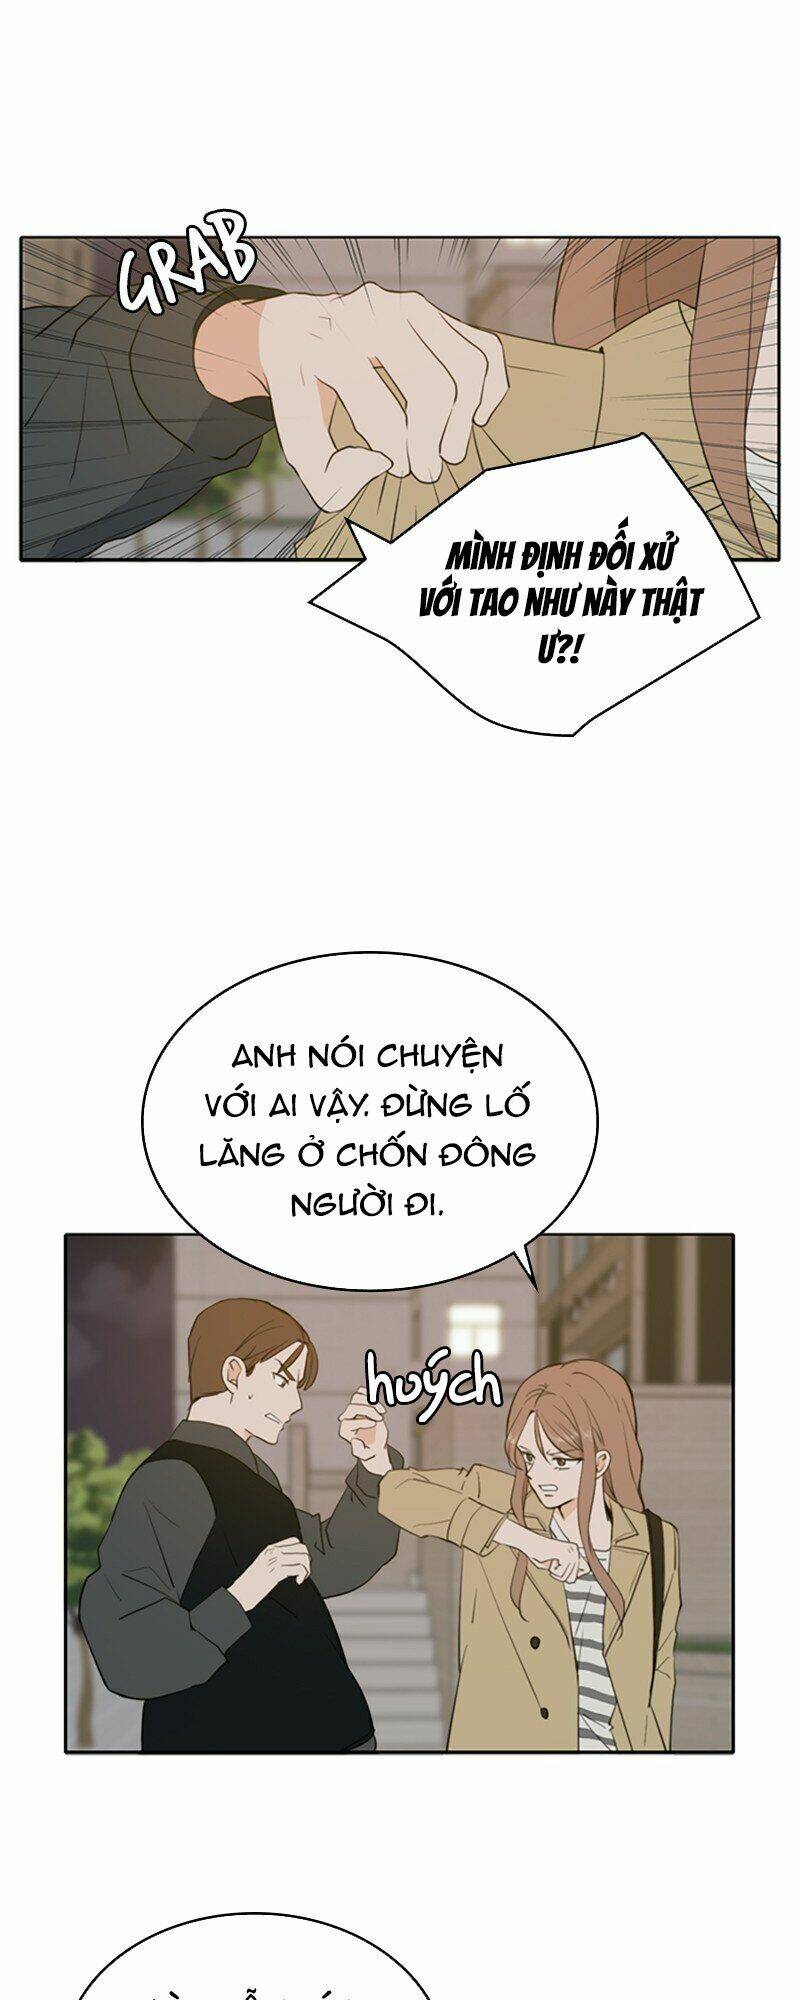 GRAB
MÌNH ĐỊNH ĐỐI XỬ
VỚI TAO NHƯ NÀY THẬT
Ư?!
ANH NÓI CHUYỆN
VỚI AI VẬY. ĐỪNG LỐ
LĂNG Ở CHỐN ĐÔNG
NGƯỜI ĐI.
huých